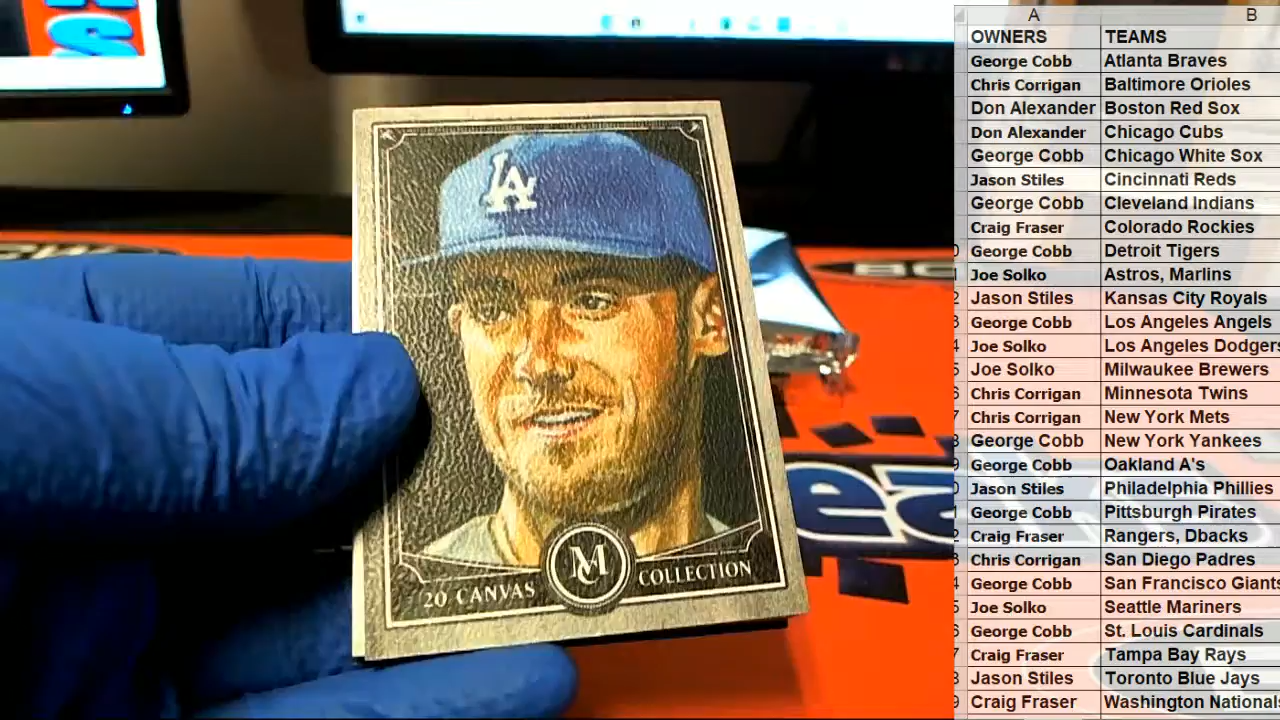 A B
OWNERS TEAMS
George Cobb Atlanta Braves
Chris Corrigan Baltimore Orioles
Don Alexander Boston Red Sox
Don Alexander Chicago Cubs
George Cobb Chicago White Sox
Jason Stiles Cincinnati Reds
George Cobb Cleveland Indians
Craig Fraser Colorado Rockies
George Cobb Detroit Tigers
Joe Solko Astros, Marlins
Jason Stiles Kansas City Royals
George Cobb Los Angeles Angels
Joe Solko Los Angeles Dodgers
Joe Solko Milwaukee Brewers
Chris Corrigan Minnesota Twins
Chris Corrigan New York Mets
George Cobb New York Yankees
George Cobb Oakland A's
Jason Stiles Philadelphia Phillies
George Cobb Pittsburgh Pirates
Craig Fraser Rangers, Dbacks
Chris Corrigan San Diego Padres
George Cobb San Francisco Giants
Joe Solko Seattle Mariners
George Cobb St. Louis Cardinals
Craig Fraser Tampa Bay Rays
Jason Stiles Toronto Blue Jays
Craig Fraser Washington Nationals
LA
MC
20 CANVAS COLLECTION